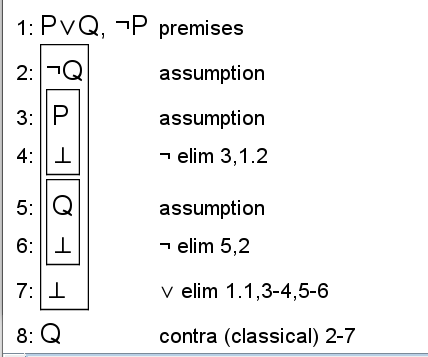 1: P∨Q, ¬P premises
2: ¬Q assumption
3: P assumption
4: ⊥ ¬ elim 3,1.2
5: Q assumption
6: ⊥ ¬ elim 5,2
7: ⊥ ∨ elim 1.1,3-4,5-6
8: Q contra (classical) 2-7